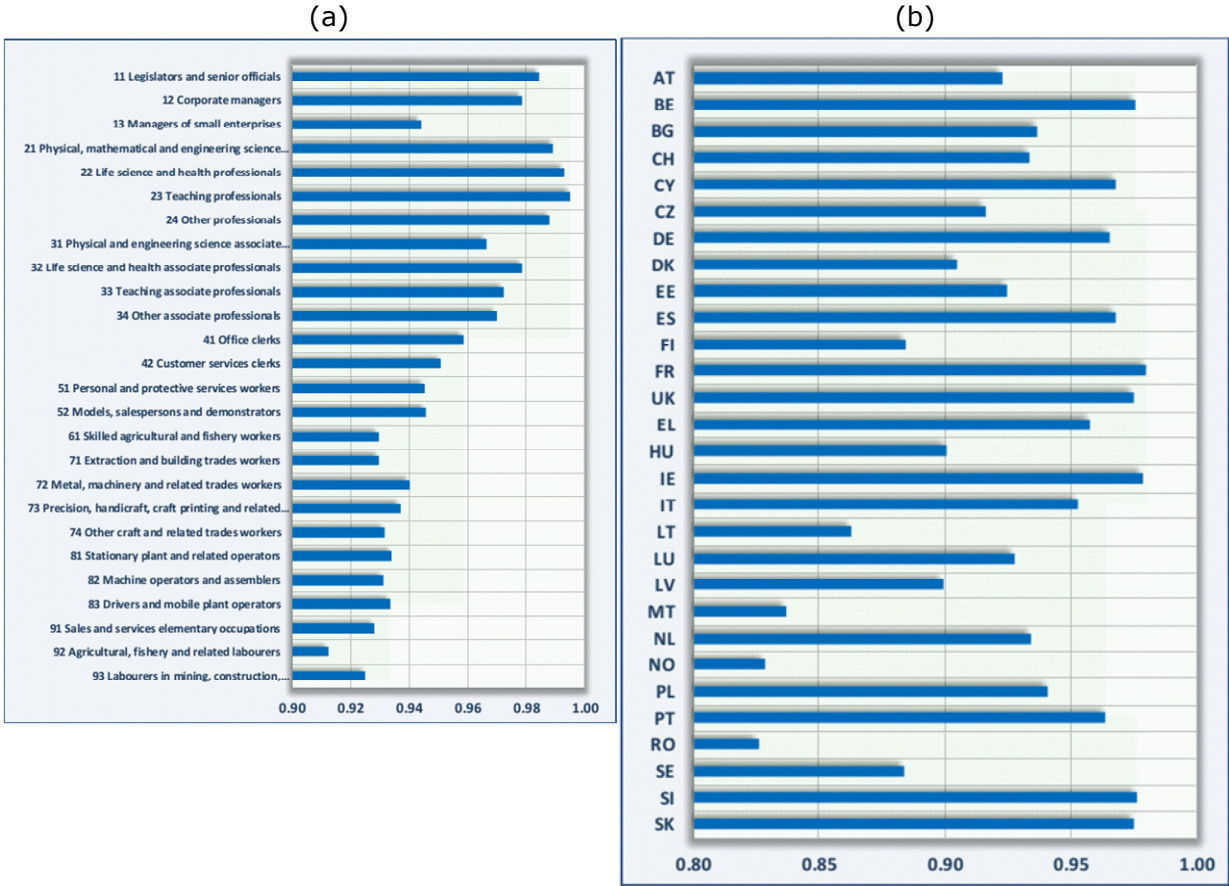 (a)
11 Legislators and senior officials
12 Corporate managers
13 Managers of small enterprises
21 Physical, mathematical and engineering science...
22 Life science and health professionals
23 Teaching professionals
24 Other professionals
31 Physical and engineering science associate...
32 Life science and health associate professionals
33 Teaching associate professionals
34 Other associate professionals
41 Office clerks
42 Customer services clerks
51 Personal and protective services workers
52 Models, salespersons and demonstrators
61 Skilled agricultural and fishery workers
71 Extraction and building trades workers
72 Metal, machinery and related trades workers
73 Precision, handicraft, craft printing and related...
74 Other craft and related trades workers
81 Stationary plant and related operators
82 Machine operators and assemblers
83 Drivers and mobile plant operators
91 Sales and services elementary occupations
92 Agricultural, fishery and related labourers
93 Labourers in mining, construction,...
0.90 0.92 0.94 0.96 0.98 1.00
(b)
AT
BE
BG
CH
CY
CZ
DE
DK
EE
ES
FI
FR
UK
EL
HU
IE
IT
LT
LU
LV
MT
NL
NO
PL
PT
RO
SE
SI
SK
0.80 0.85 0.90 0.95 1.00